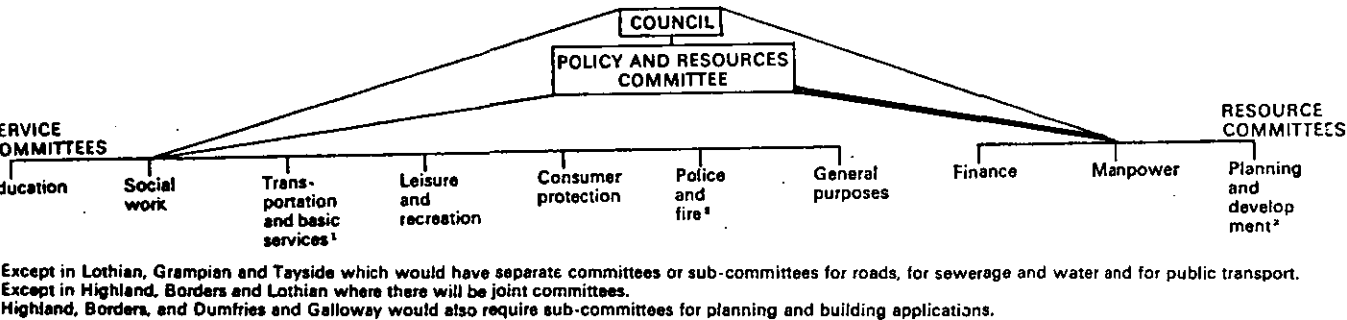 COUNCIL
POLICY AND RESOURCES
COMMITTEE
ERVICE
OMMITTEES
RESOURCE
COMMITTEES
ducation
Social
work
Trans-
portation
and basic
services¹
Leisure
and
recreation
Consumer
protection
Police
and
fire²
General
purposes
Finance
Manpower
Planning
and
develop
ment³
Except in Lothian, Grampian and Tayside which would have separate committees or sub-committees for roads, for sewerage and water and for public transport.
Except in Highland, Borders and Lothian where there will be joint committees.
Highland, Borders, and Dumfries and Galloway would also require sub-committees for planning and building applications.